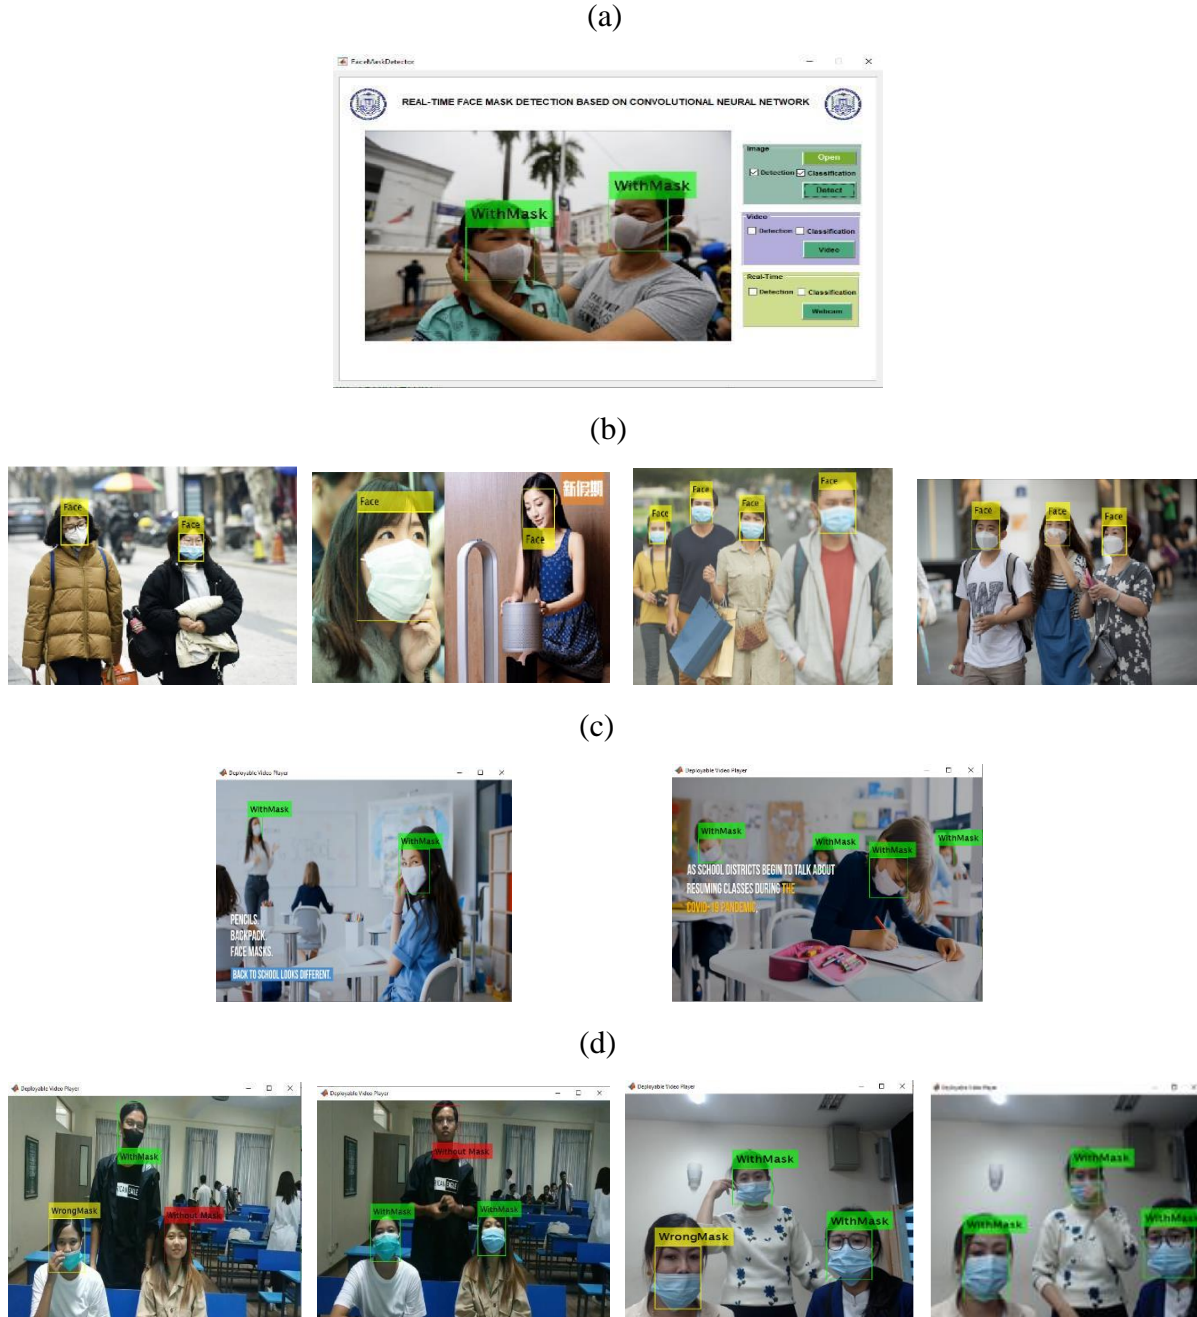 (a)
FaceMaskDetector
REAL-TIME FACE MASK DETECTION BASED ON CONVOLUTIONAL NEURAL NETWORK
Image
Open
Detection Classification
Detect
Video
Detection Classification
Video
Real-Time
Detection Classification
Webcam
WithMask
WithMask
(b)
Face
Face
Face
Face
新假期
Face
Face
Face
Face
Face
Face
Face
(c)
Deployable Video Player
WithMask
WithMask
PENCILS.
BACKPACK.
FACE MASKS.
BACK TO SCHOOL LOOKS DIFFERENT.
Deployable Video Player
WithMask
WithMask
WithMask
WithMask
AS SCHOOL DISTRICTS BEGIN TO TALK ABOUT
RESUMING CLASSES DURING THE
COVID-19 PANDEMIC,
(d)
Deployable Video Player
WithMask
WrongMask
Without Mask
Deployable Video Player
Without Mask
WithMask
WithMask
Deployable Video Player
WithMask
WithMask
WrongMask
Deployable Video Player
WithMask
WithMask
WithMask